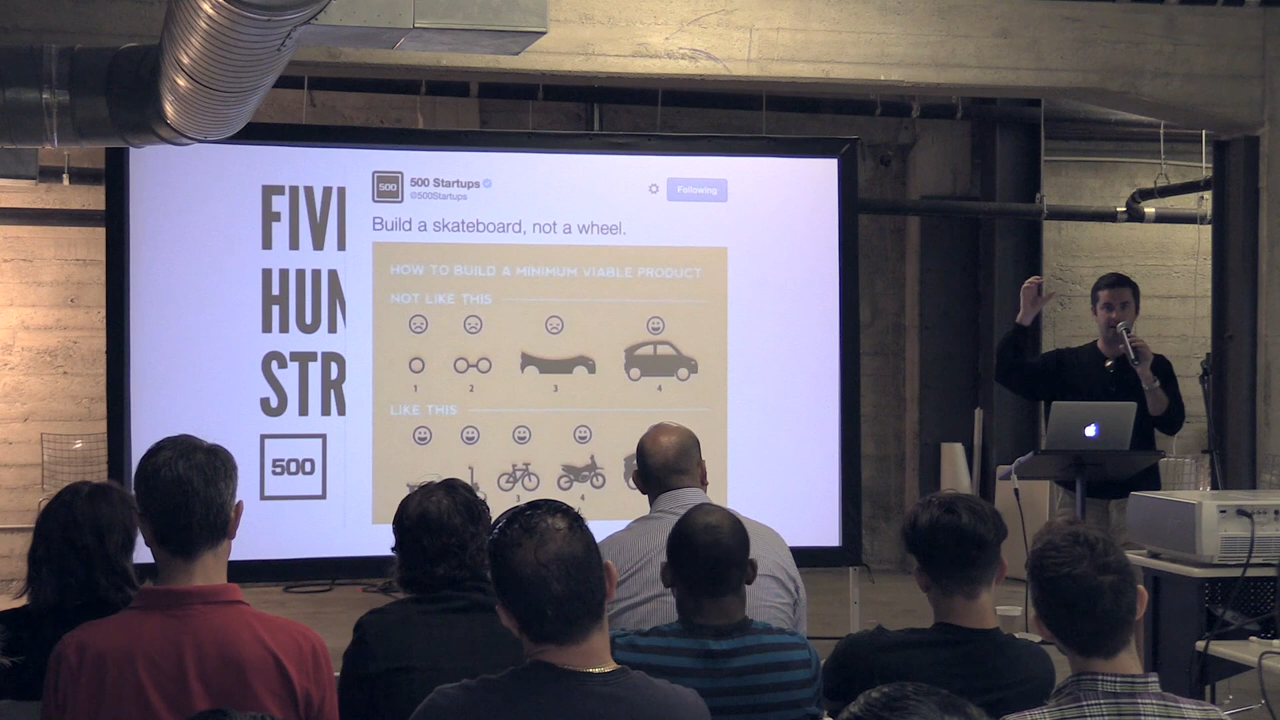 FIVE
HUN
STR
500
500
500 Startups
@500Startups
Following
Build a skateboard, not a wheel.
HOW TO BUILD A MINIMUM VIABLE PRODUCT
NOT LIKE THIS
1 2 3 4
LIKE THIS
3 4